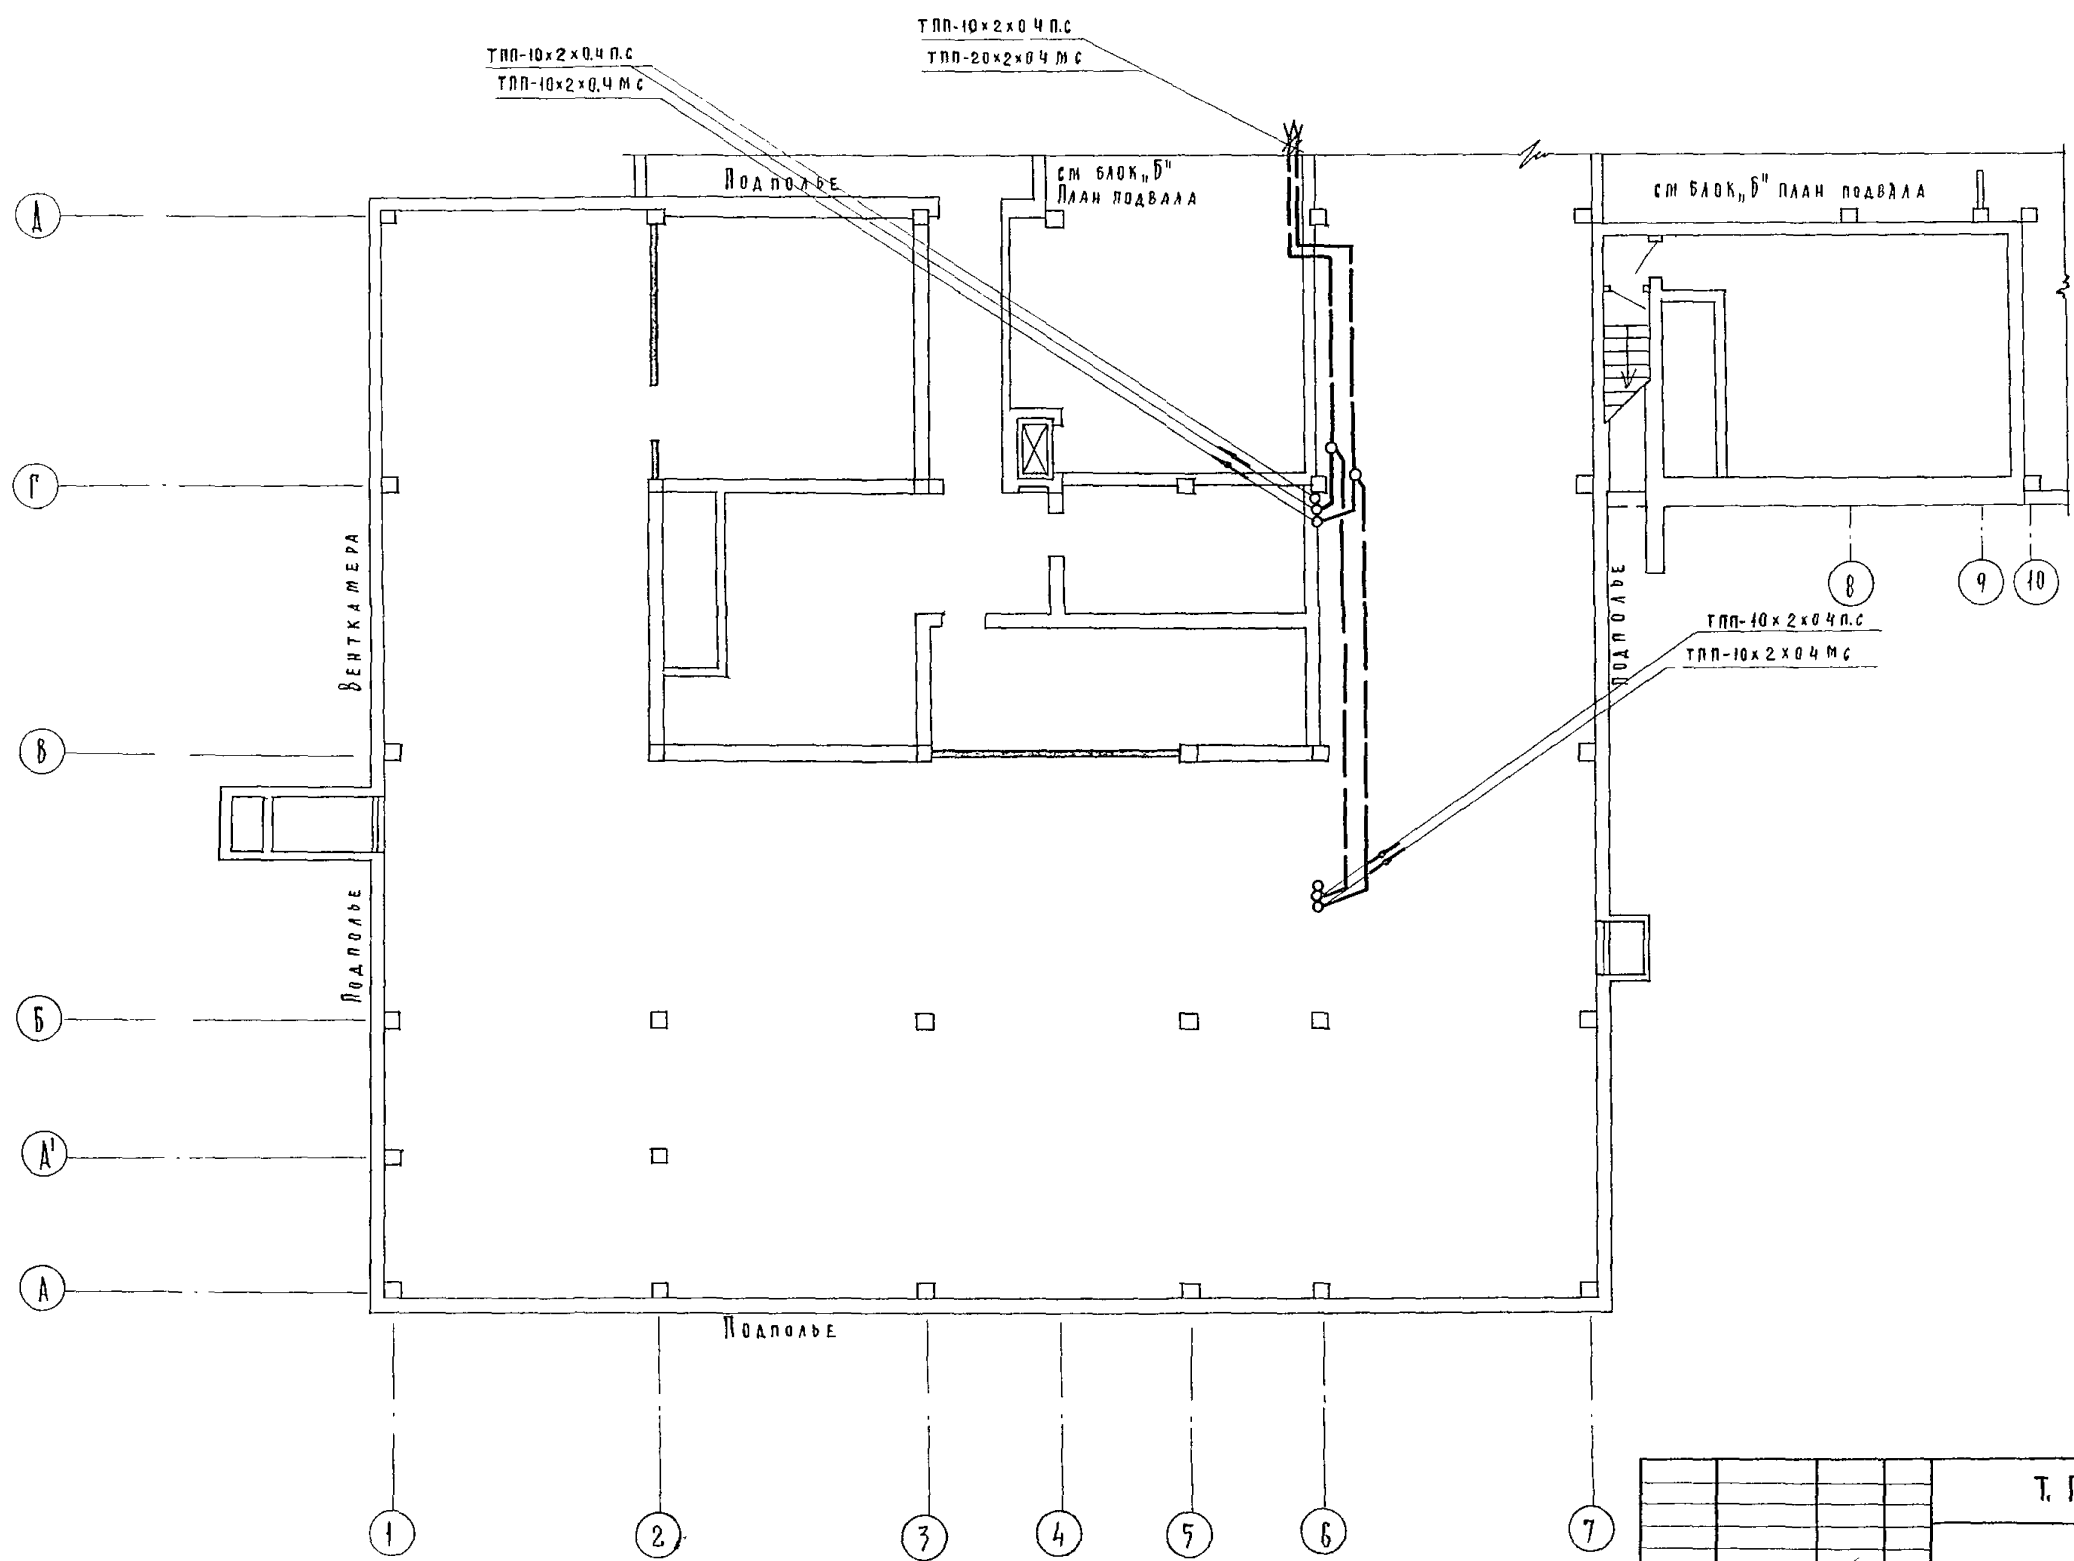 ТПП-10×2×0 4 П.С
ТПП-20×2×0 4 М С
ТПП-10×2×0.4 П.С
ТПП-10×2×0.4 М С
Подполье
см блок „Б"
План подвала
см блок „Б" план подвала
Д
Г
Венткамера
В
Подполье
Б
А'
А
Подполье
8
9
10
ТПП-10×2×0 4 П.С
ТПП-10×2×0 4 М С
Подполье
1
2
3
4
5
6
7
Т.